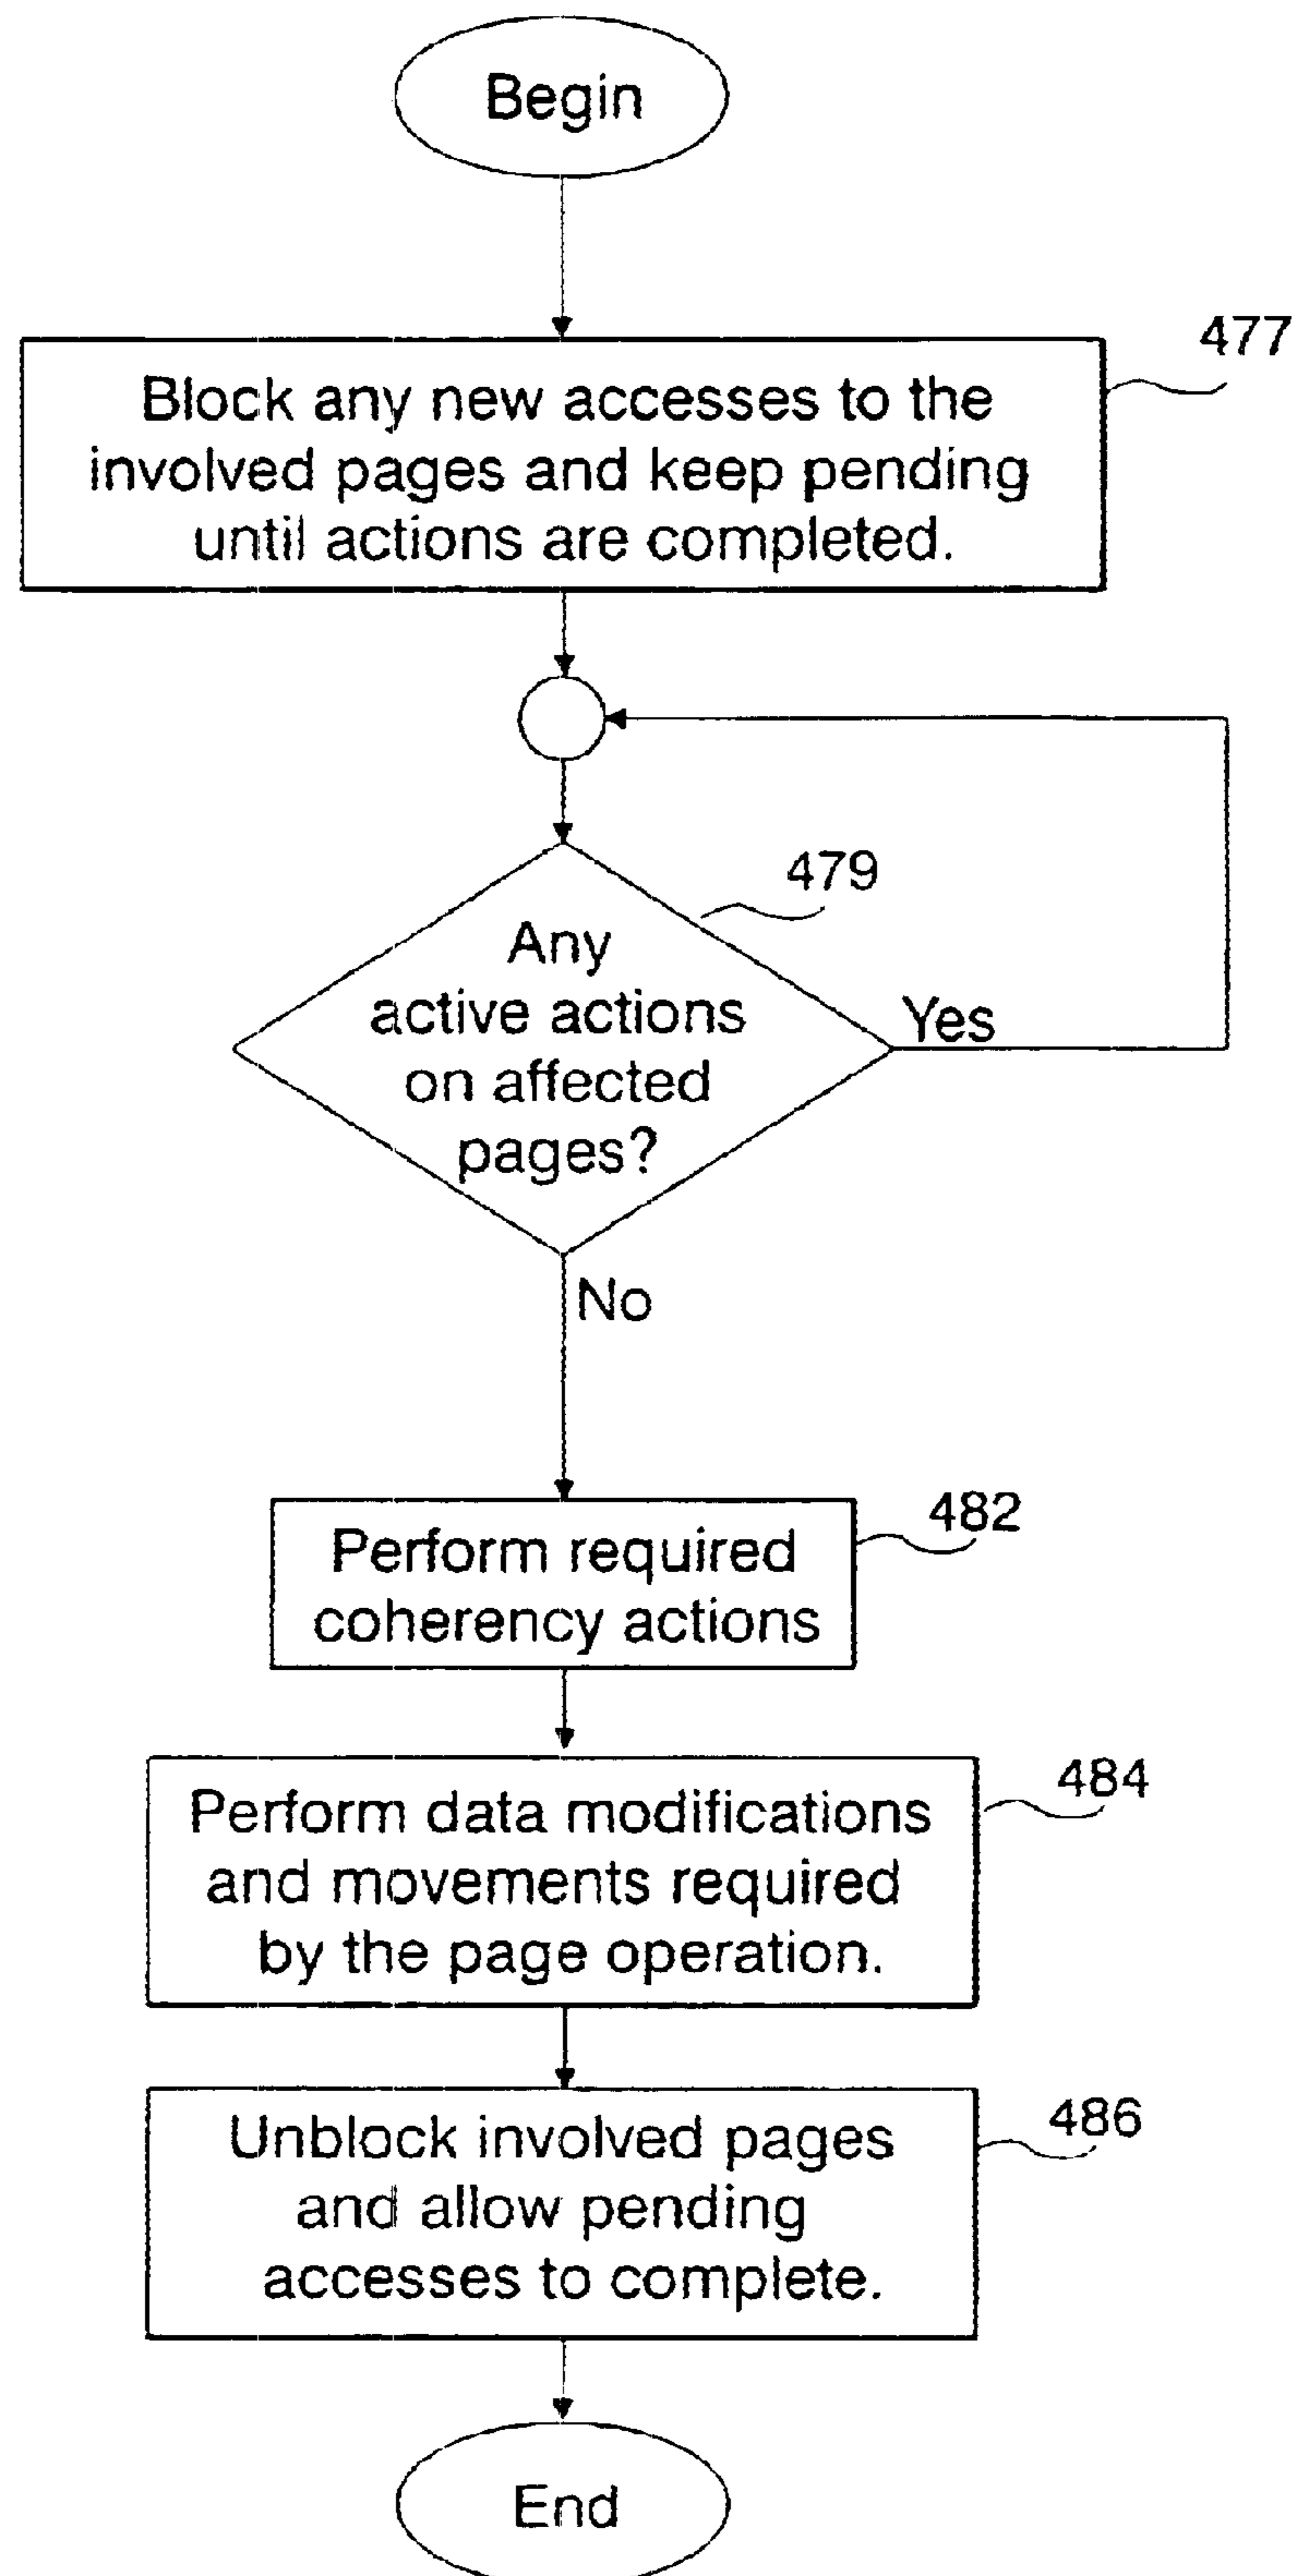 Begin
477
Block any new accesses to the
involved pages and keep pending
until actions are completed.
479
Any
active actions
on affected
pages?
Yes
No
482
Perform required
coherency actions
484
Perform data modifications
and movements required
by the page operation.
486
Unblock involved pages
and allow pending
accesses to complete.
End